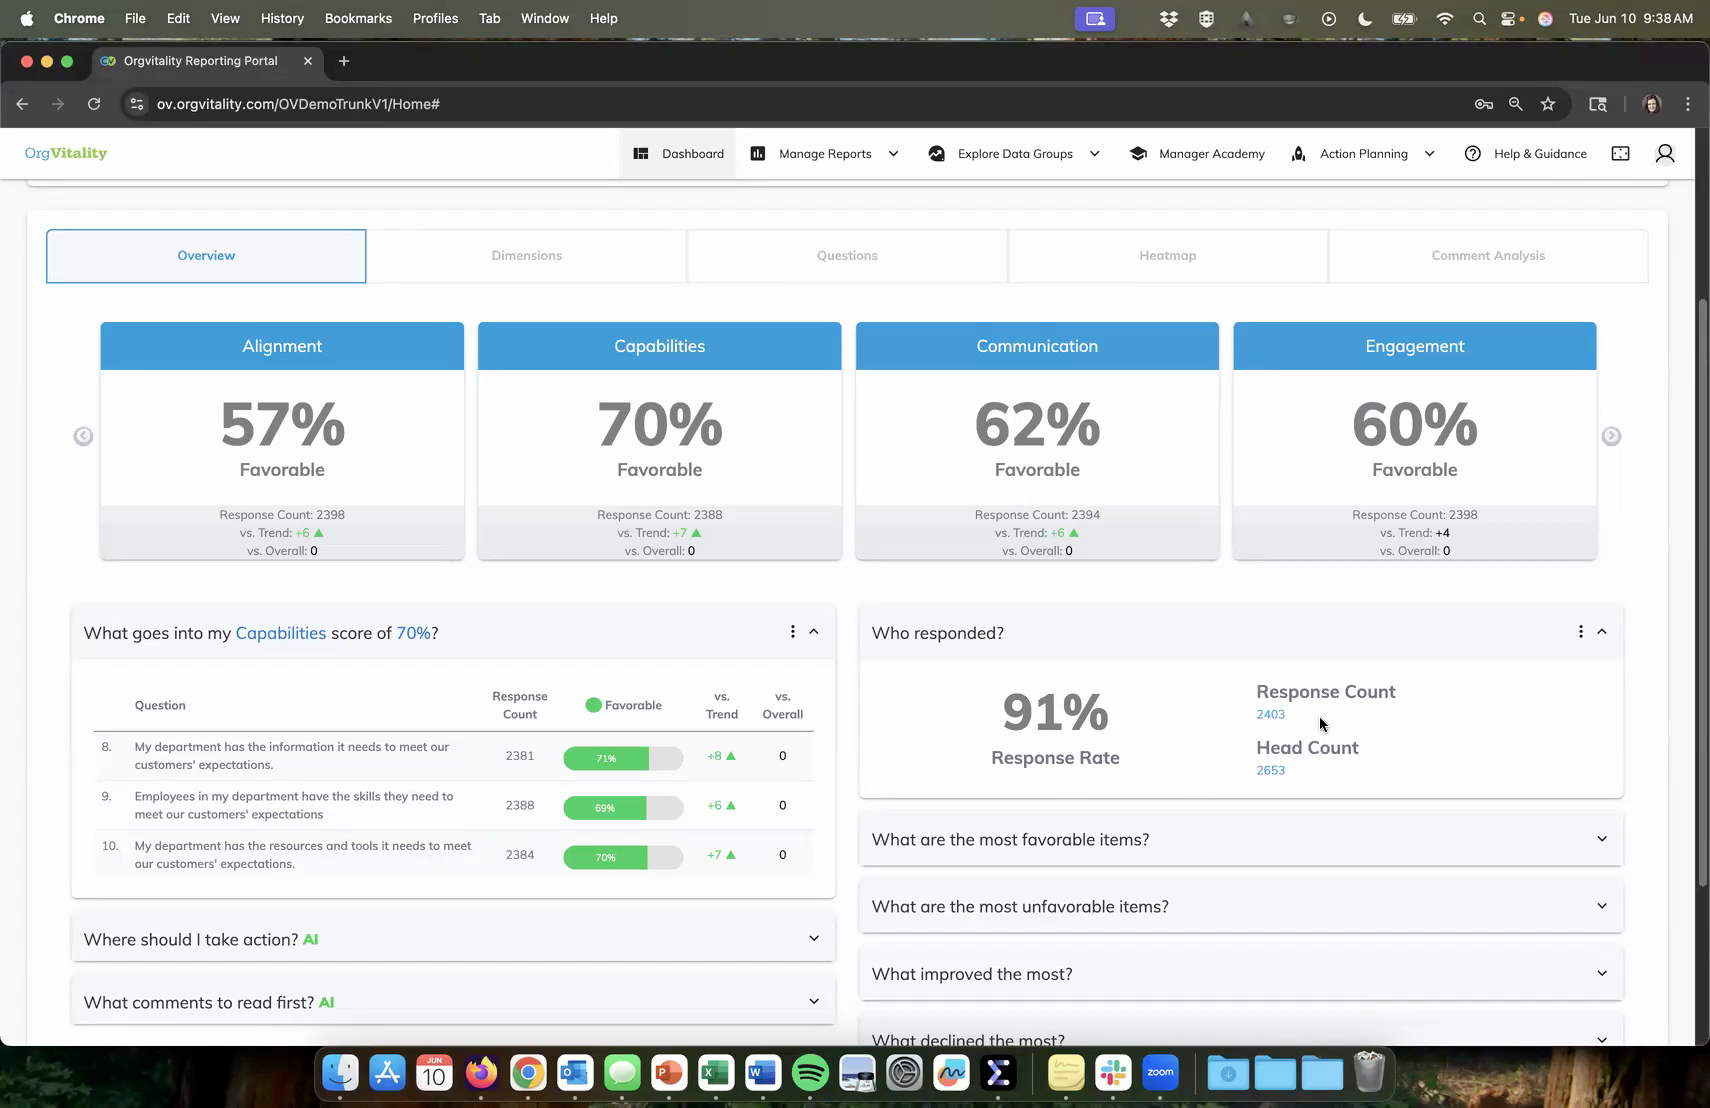 Chrome File Edit View History Bookmarks Profiles Tab Window Help Tue Jun 10 9:38 AM
Orgvitality Reporting Portal
ov.orgvitality.com/OVDemoTrunkV1/Home#
OrgVitality Dashboard Manage Reports Explore Data Groups Manager Academy Action Planning Help & Guidance
Overview Dimensions Questions Heatmap Comment Analysis
Alignment
57%
Favorable
Response Count: 2398
vs. Trend: +6 ▲
vs. Overall: 0
Capabilities
70%
Favorable
Response Count: 2388
vs. Trend: +7 ▲
vs. Overall: 0
Communication
62%
Favorable
Response Count: 2394
vs. Trend: +6 ▲
vs. Overall: 0
Engagement
60%
Favorable
Response Count: 2398
vs. Trend: +4
vs. Overall: 0
What goes into my Capabilities score of 70%?
Question
Response Count
Favorable
vs. Trend
vs. Overall
8. My department has the information it needs to meet our
customers' expectations.
2381 71% +8 ▲ 0
9. Employees in my department have the skills they need to
meet our customers' expectations
2388 69% +6 ▲ 0
10. My department has the resources and tools it needs to meet
our customers' expectations.
2384 70% +7 ▲ 0
Where should I take action? AI
What comments to read first? AI
Who responded?
91%
Response Rate
Response Count
2403
Head Count
2653
What are the most favorable items?
What are the most unfavorable items?
What improved the most?
What declined the most?
JUN
10
zoom